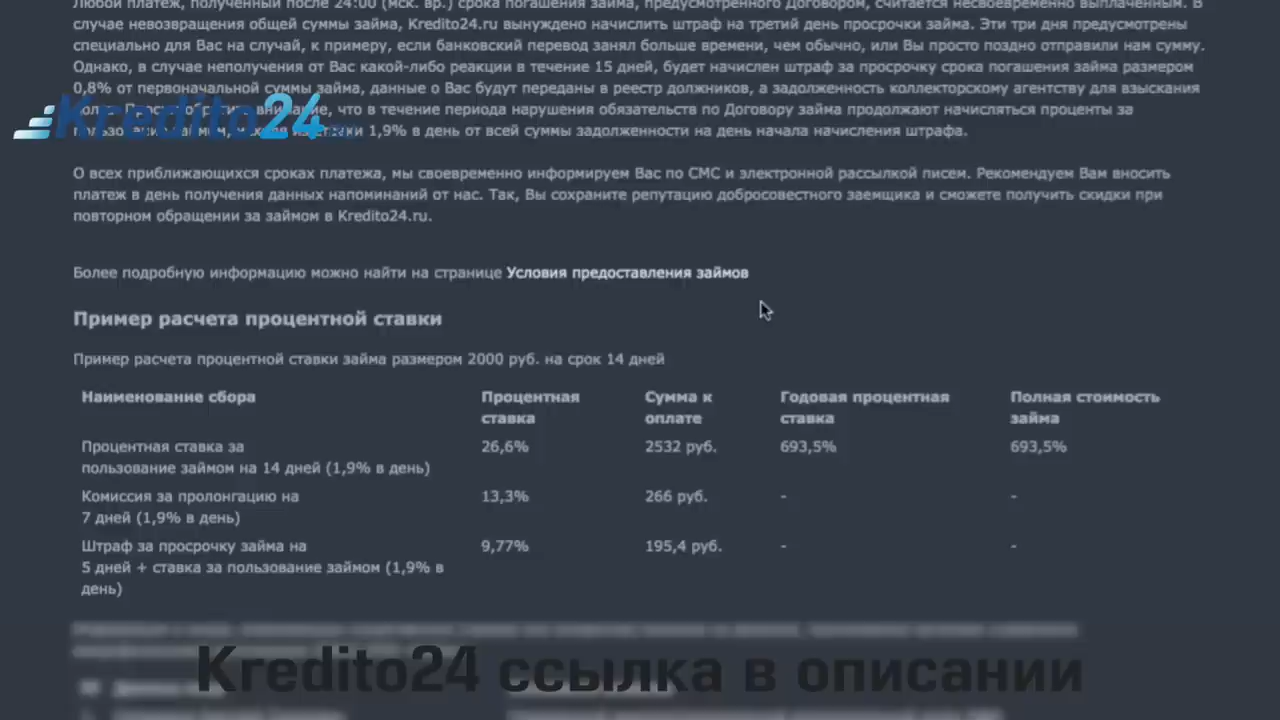 Любой платеж, полученный после 24:00 (мск. вр.) срока погашения займа, предусмотренного Договором, считается несвоевременно выплаченным. В
случае невозвращения общей суммы займа, Kredito24.ru вынуждено начислить штраф на третий день просрочки займа. Эти три дня предусмотрены
специально для Вас на случай, к примеру, если банковский перевод занял больше времени, чем обычно, или Вы просто поздно отправили нам сумму.
Однако, в случае неполучения от Вас какой-либо реакции в течение 15 дней, будет начислен штраф за просрочку срока погашения займа размером
0,8% от первоначальной суммы займа, данные о Вас будут переданы в реестр должников, а задолженность коллекторскому агентству для взыскания
что в течение периода нарушения обязательств по Договору займа продолжают начисляться проценты за
1,9% в день от всей суммы задолженности на день начала начисления штрафа.
Kredito24
О всех приближающихся сроках платежа, мы своевременно информируем Вас по СМС и электронной рассылкой писем. Рекомендуем Вам вносить
платеж в день получения данных напоминаний от нас. Так, Вы сохраните репутацию добросовестного заемщика и сможете получить скидки при
повторном обращении за займом в Kredito24.ru.
Более подробную информацию можно найти на странице Условия предоставления займов
Пример расчета процентной ставки
Пример расчета процентной ставки займа размером 2000 руб. на срок 14 дней
Наименование сбора Процентная ставка Сумма к оплате Годовая процентная ставка Полная стоимость займа
Процентная ставка за 26,6% 2532 руб. 693,5% 693,5%
пользование займом на 14 дней (1,9% в день)
Комиссия за пролонгацию на 13,3% 266 руб. - -
7 дней (1,9% в день)
Штраф за просрочку займа на 9,77% 195,4 руб. - -
5 дней + ставка за пользование займом (1,9% в
день)
Kredito24 ссылка в описании